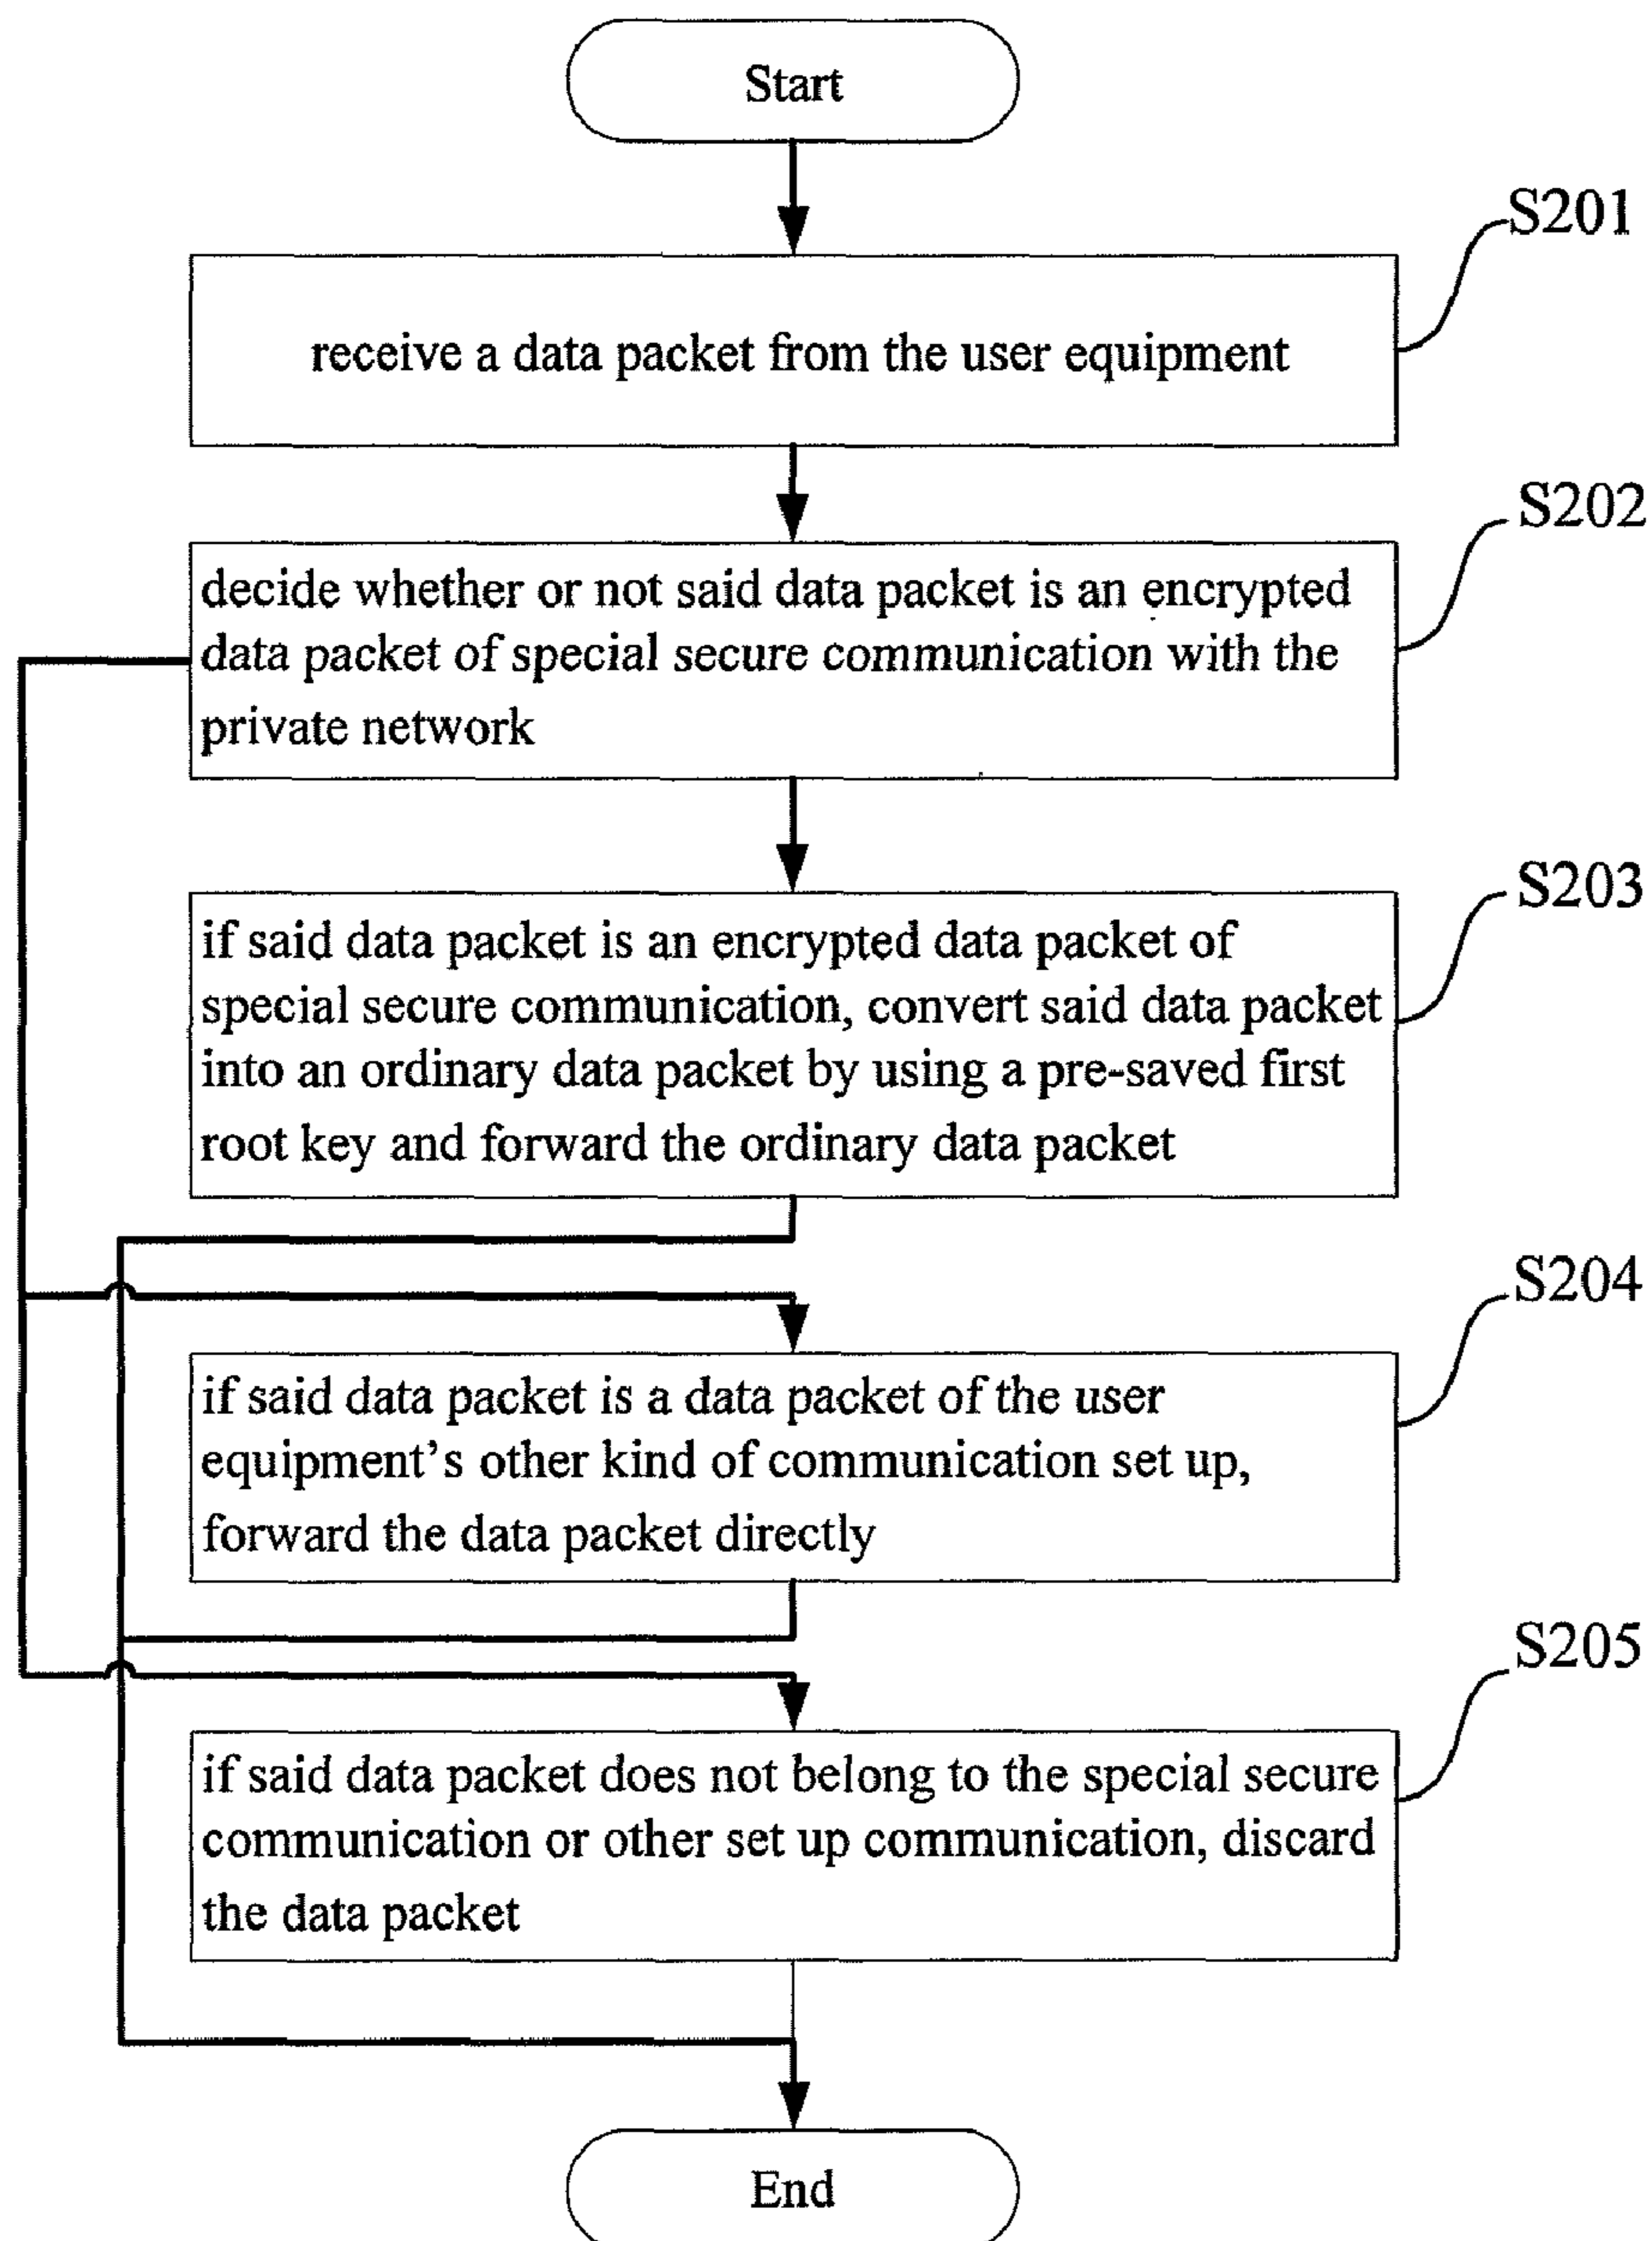 Start
S201
receive a data packet from the user equipment
S202
decide whether or not said data packet is an encrypted
data packet of special secure communication with the
private network
S203
if said data packet is an encrypted data packet of
special secure communication, convert said data packet
into an ordinary data packet by using a pre-saved first
root key and forward the ordinary data packet
S204
if said data packet is a data packet of the user
equipment’s other kind of communication set up,
forward the data packet directly
S205
if said data packet does not belong to the special secure
communication or other set up communication, discard
the data packet
End